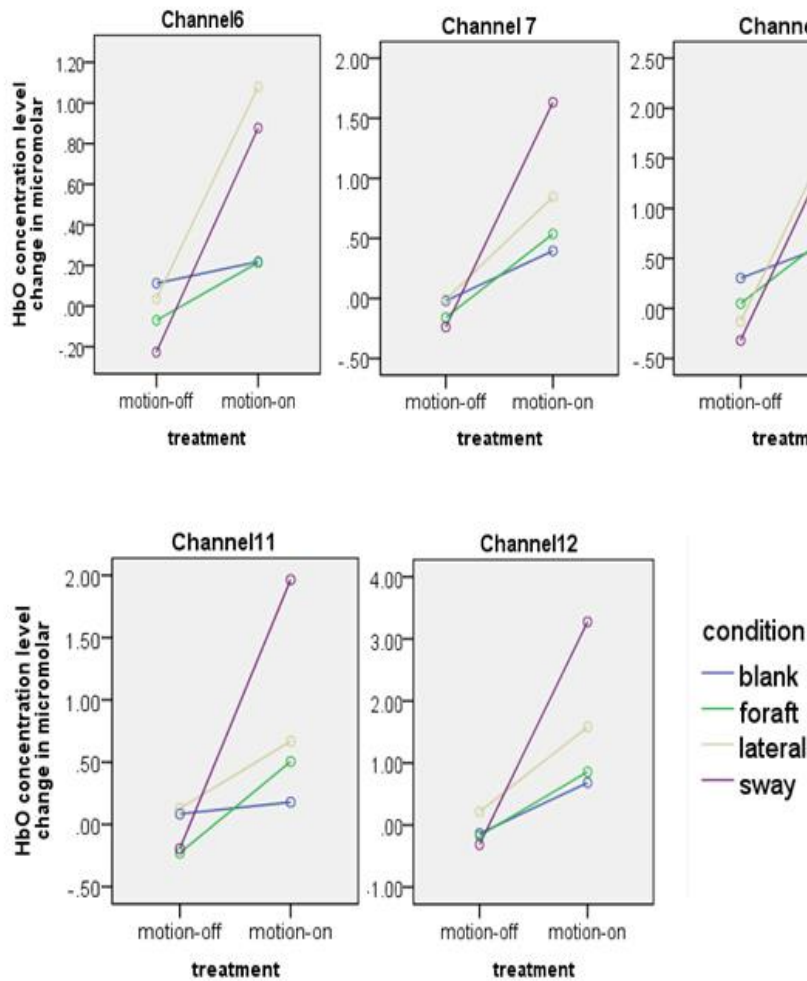 Channel6
HbO concentration level
change in micromolar
1.20
1.00
.80
.60
.40
.20
.00
-.20
motion-off motion-on
treatment
Channel 7
2.00
1.50
1.00
.50
.00
-.50
motion-off motion-on
treatment
Channe
2.50
2.00
1.50
1.00
.50
.00
-.50
motion-off
treatm
Channel11
HbO concentration level
change in micromolar
2.00
1.50
1.00
.50
.00
-.50
motion-off motion-on
treatment
Channel12
4.00
3.00
2.00
1.00
.00
-1.00
motion-off motion-on
treatment
condition
blank
foraft
lateral
sway